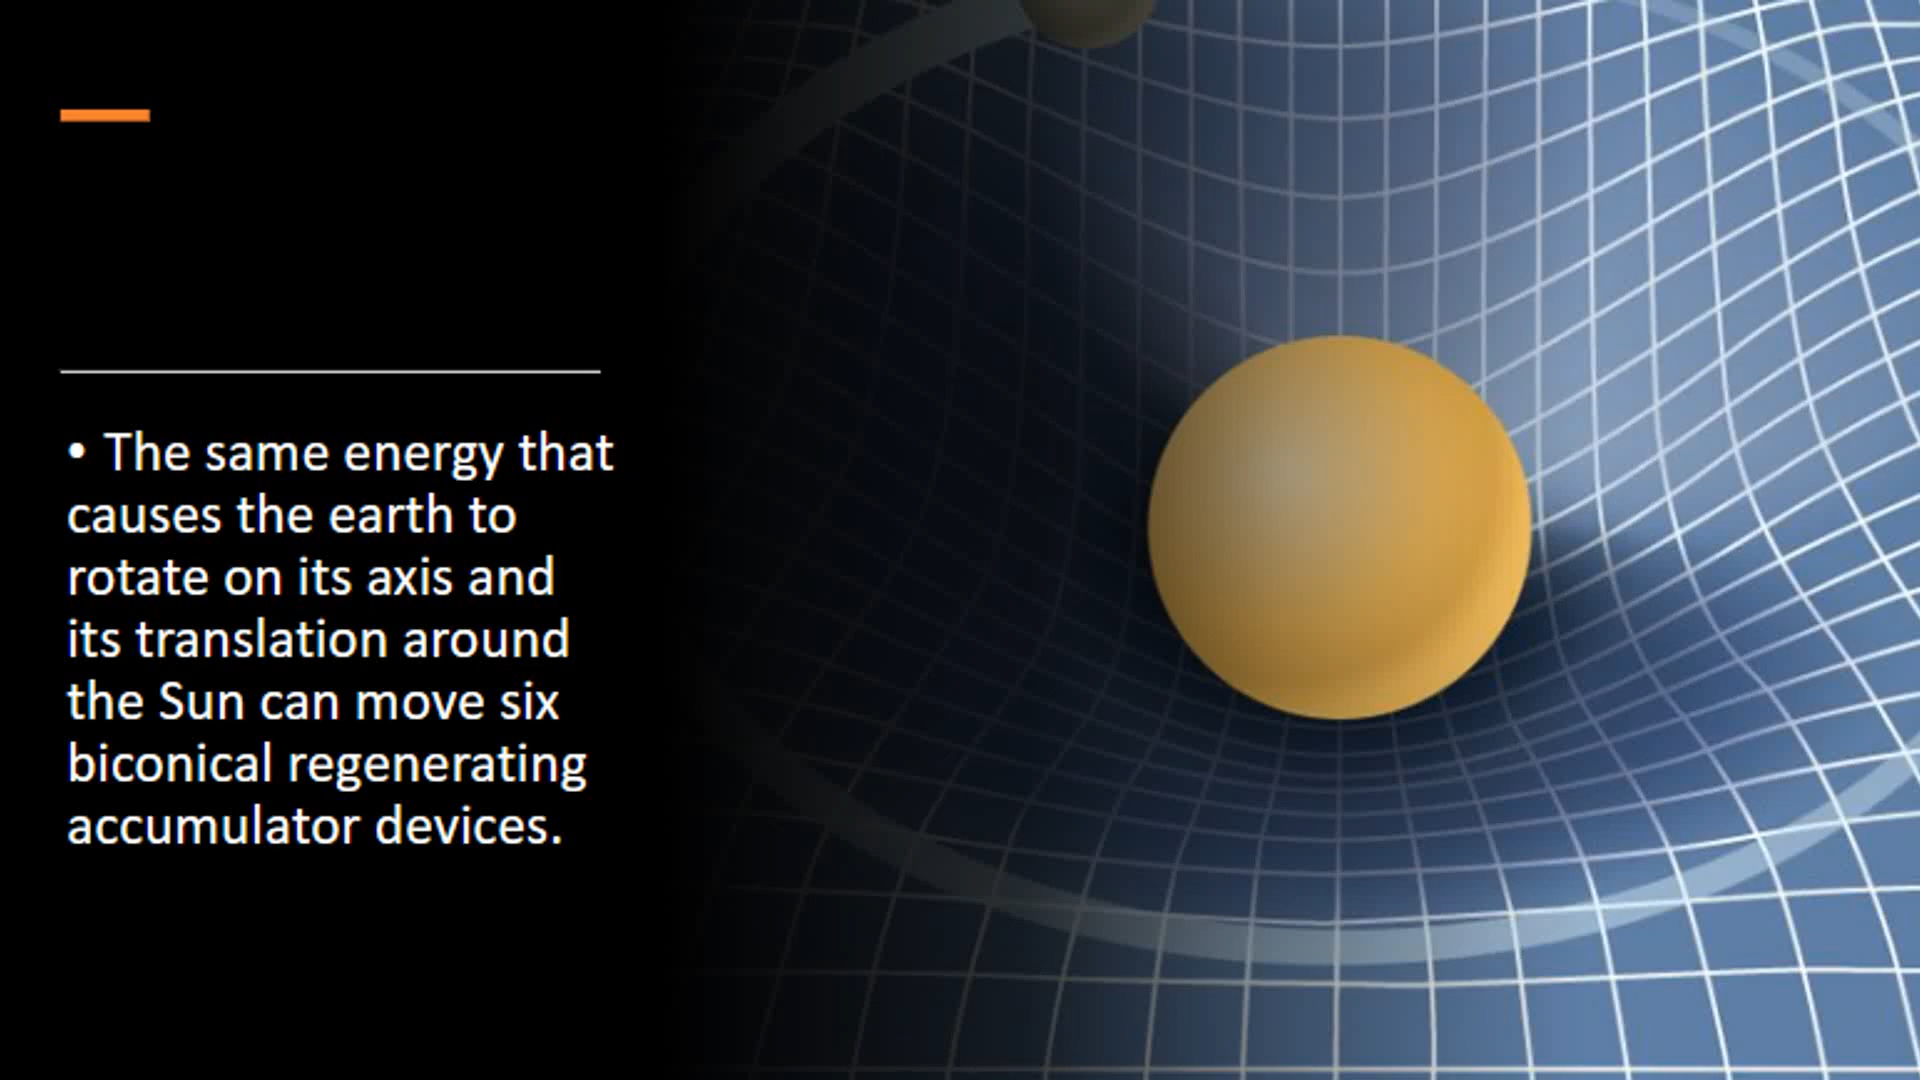 • The same energy that
causes the earth to
rotate on its axis and
its translation around
the Sun can move six
biconical regenerating
accumulator devices.